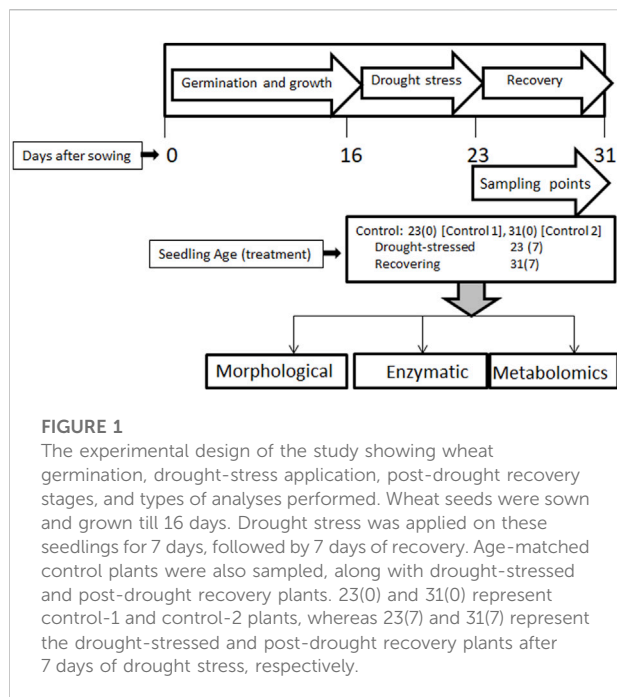 Germination and growth
Drought stress
Recovery
Days after sowing
0
16
23
31
Sampling points
Seedling Age (treatment)
Control: 23(0) [Control 1], 31(0) [Control 2]
Drought-stressed 23 (7)
Recovering 31(7)
Morphological
Enzymatic
Metabolomics
FIGURE 1
The experimental design of the study showing wheat
germination, drought-stress application, post-drought recovery
stages, and types of analyses performed. Wheat seeds were sown
and grown till 16 days. Drought stress was applied on these
seedlings for 7 days, followed by 7 days of recovery. Age-matched
control plants were also sampled, along with drought-stressed
and post-drought recovery plants. 23(0) and 31(0) represent
control-1 and control-2 plants, whereas 23(7) and 31(7) represent
the drought-stressed and post-drought recovery plants after
7 days of drought stress, respectively.